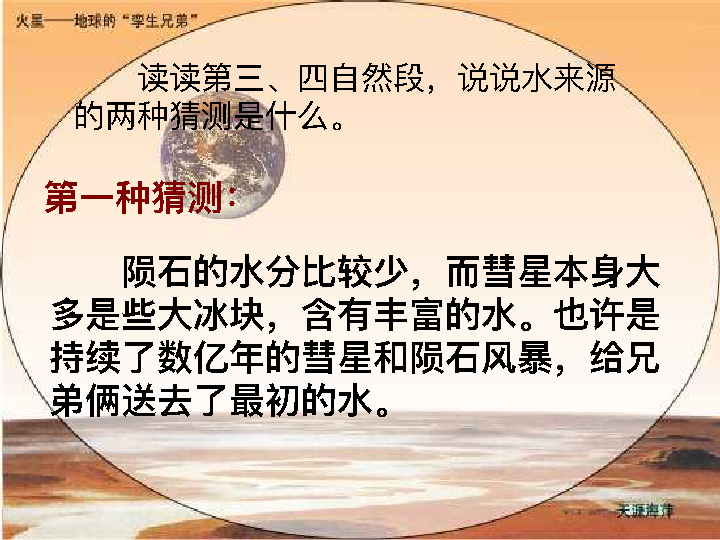 火星——地球的“孪生兄弟”
读读第三、四自然段，说说水来源
的两种猜测是什么。
第一种猜测：
陨石的水分比较少，而彗星本身大
多是些大冰块，含有丰富的水。也许是
持续了数亿年的彗星和陨石风暴，给兄
弟俩送去了最初的水。
天涯海洋